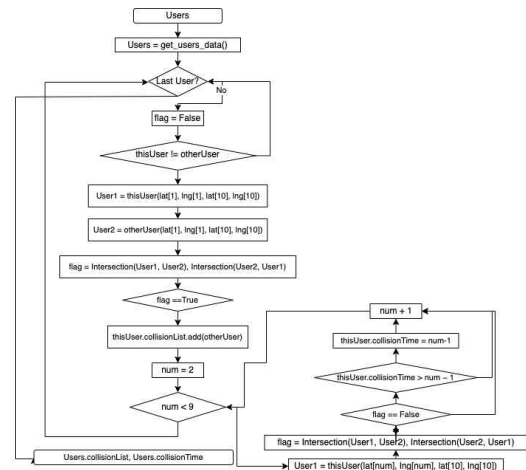 Users
Users = get_users_data()
Last User?
No
flag = False
thisUser != otherUser
User1 = thisUser(lat[1], lng[1], lat[10], lng[10])
User2 = otherUser(lat[1], lng[1], lat[10], lng[10])
flag = Intersection(User1, User2), Intersection(User2, User1)
flag ==True
thisUser.collisionList.add(otherUser)
num = 2
num < 9
Users.collisionList, Users.collisionTime
num + 1
thisUser.collisionTime = num-1
thisUser.collisionTime > num − 1
flag == False
flag = Intersection(User1, User2), Intersection(User2, User1)
User1 = thisUser(lat[num], lng[num], lat[10], lng[10])